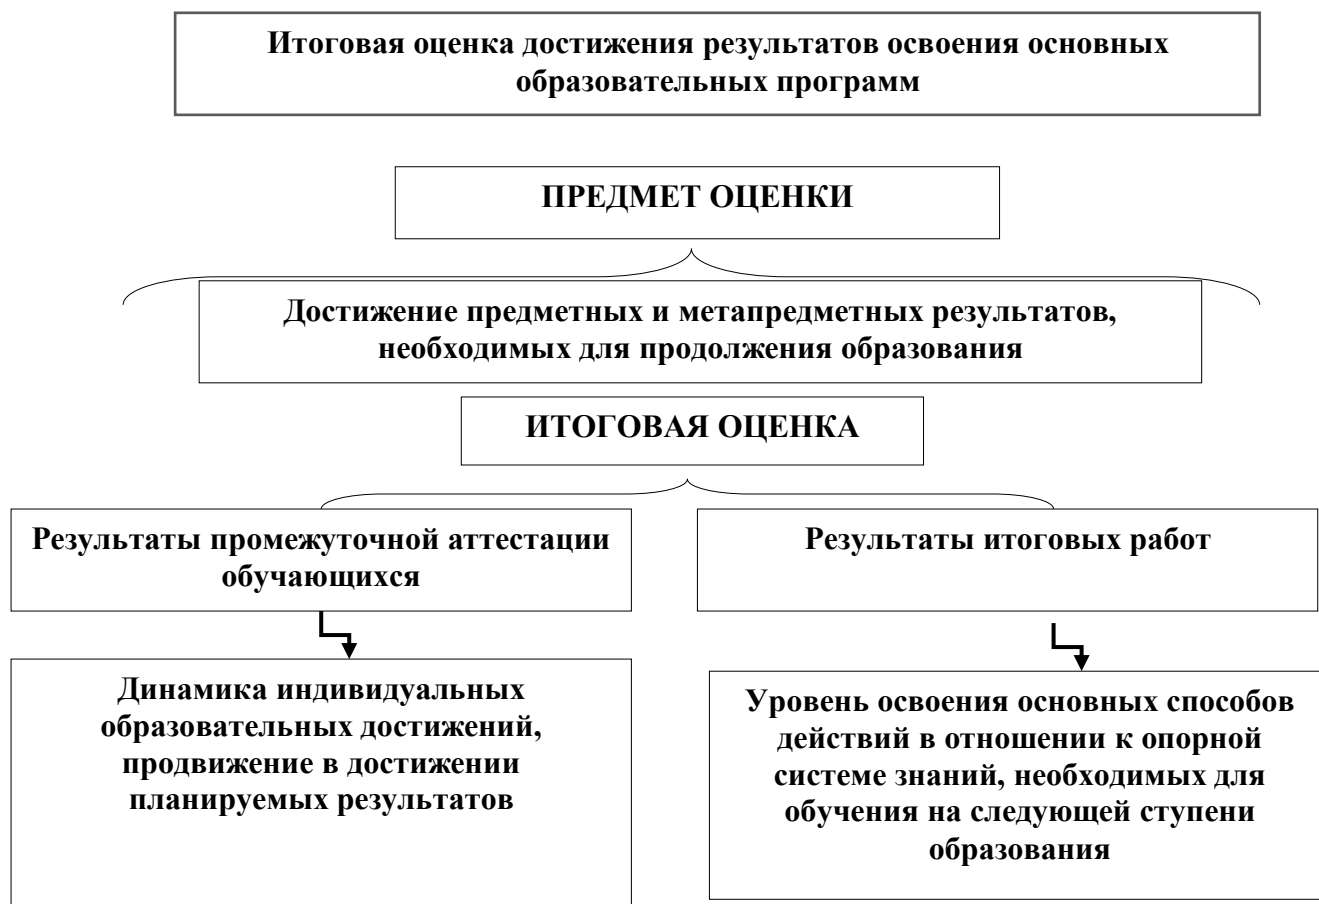 Итоговая оценка достижения результатов освоения основных
образовательных программ
ПРЕДМЕТ ОЦЕНКИ
Достижение предметных и метапредметных результатов,
необходимых для продолжения образования
ИТОГОВАЯ ОЦЕНКА
Результаты промежуточной аттестации
обучающихся
Результаты итоговых работ
Динамика индивидуальных
образовательных достижений,
продвижение в достижении
планируемых результатов
Уровень освоения основных способов
действий в отношении к опорной
системе знаний, необходимых для
обучения на следующей ступени
образования